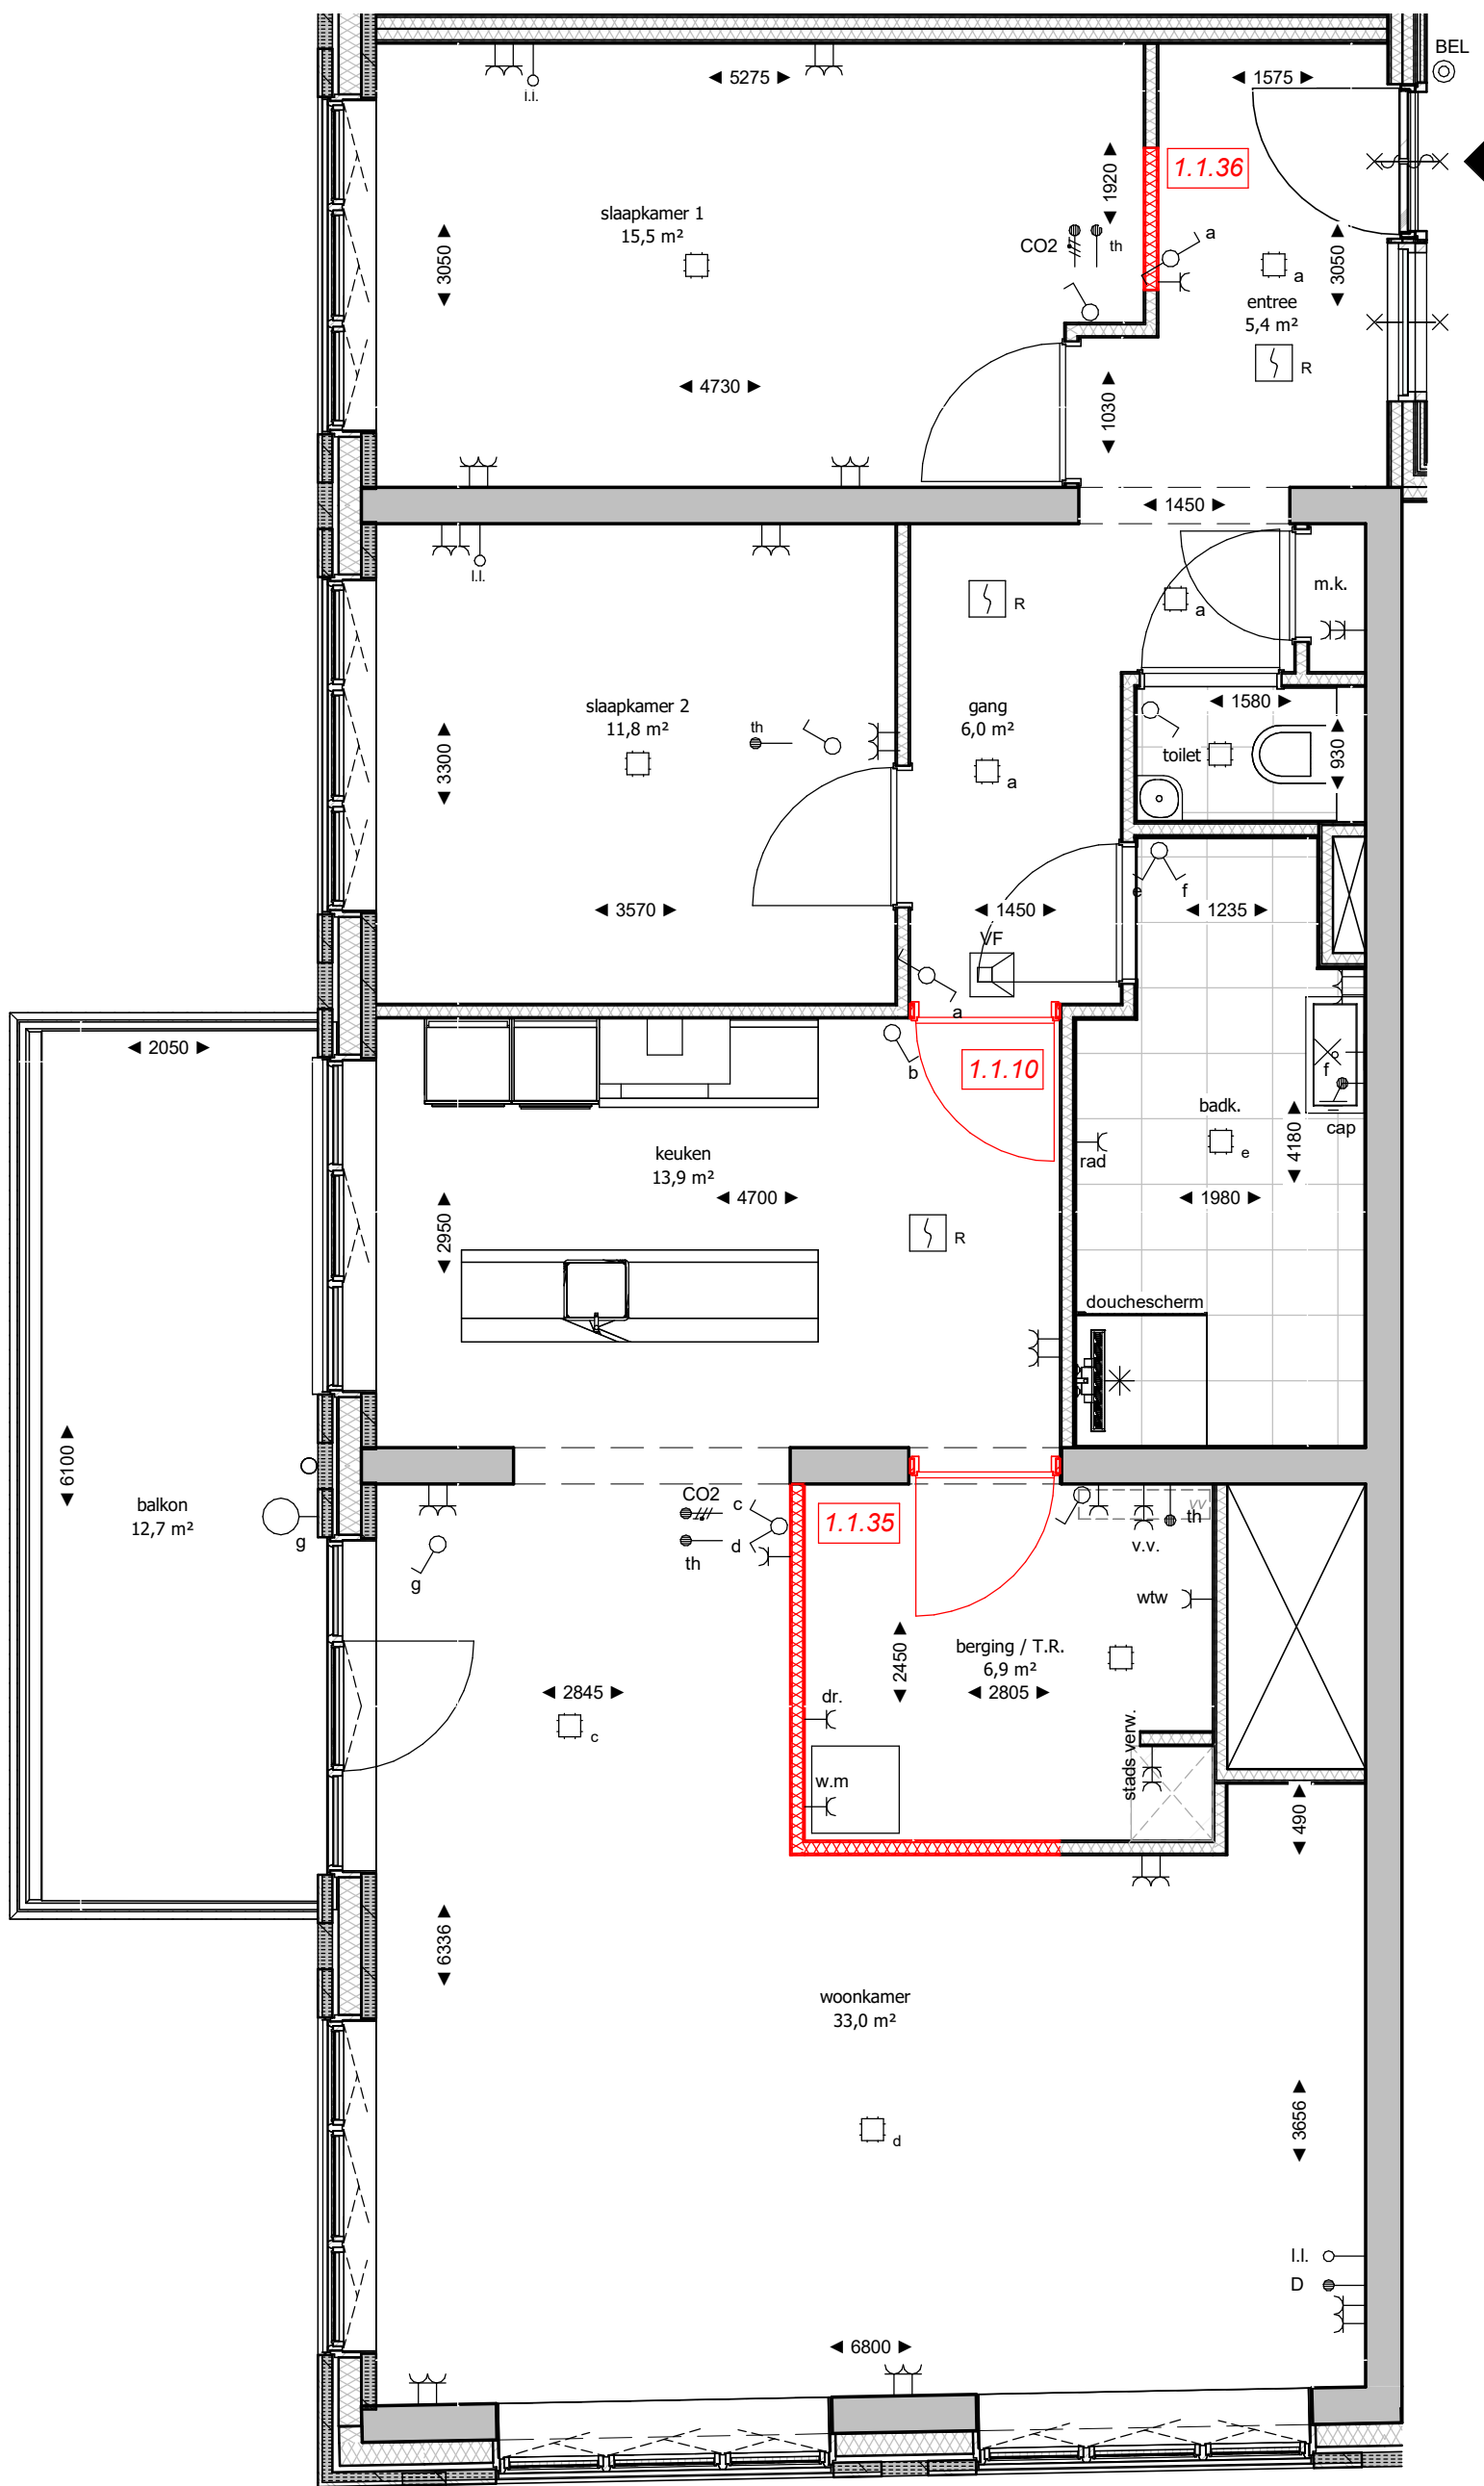 BEL
5275
1575
l.l.
1920
1.1.36
slaapkamer 1
15,5 m²
3050
CO2
th
a
a
3050
entree
5,4 m²
R
4730
1030
1450
l.l.
R
a
m.k.
slaapkamer 2
11,8 m²
th
3300
gang
6,0 m²
a
1580
toilet
930
e
f
3570
1450
1235
VF
a
2050
b
1.1.10
f
cap
badk.
e
4180
rad
keuken
13,9 m²
4700
1980
2950
R
douchescherm
6100
balkon
12,7 m²
g
g
CO2
c
d
th
1.1.35
vv
th
v.v.
wtw
2450
berging / T.R.
6,9 m²
2805
2845
c
dr.
w.m
stads verw.
490
6336
woonkamer
33,0 m²
3656
d
l.l.
D
6800